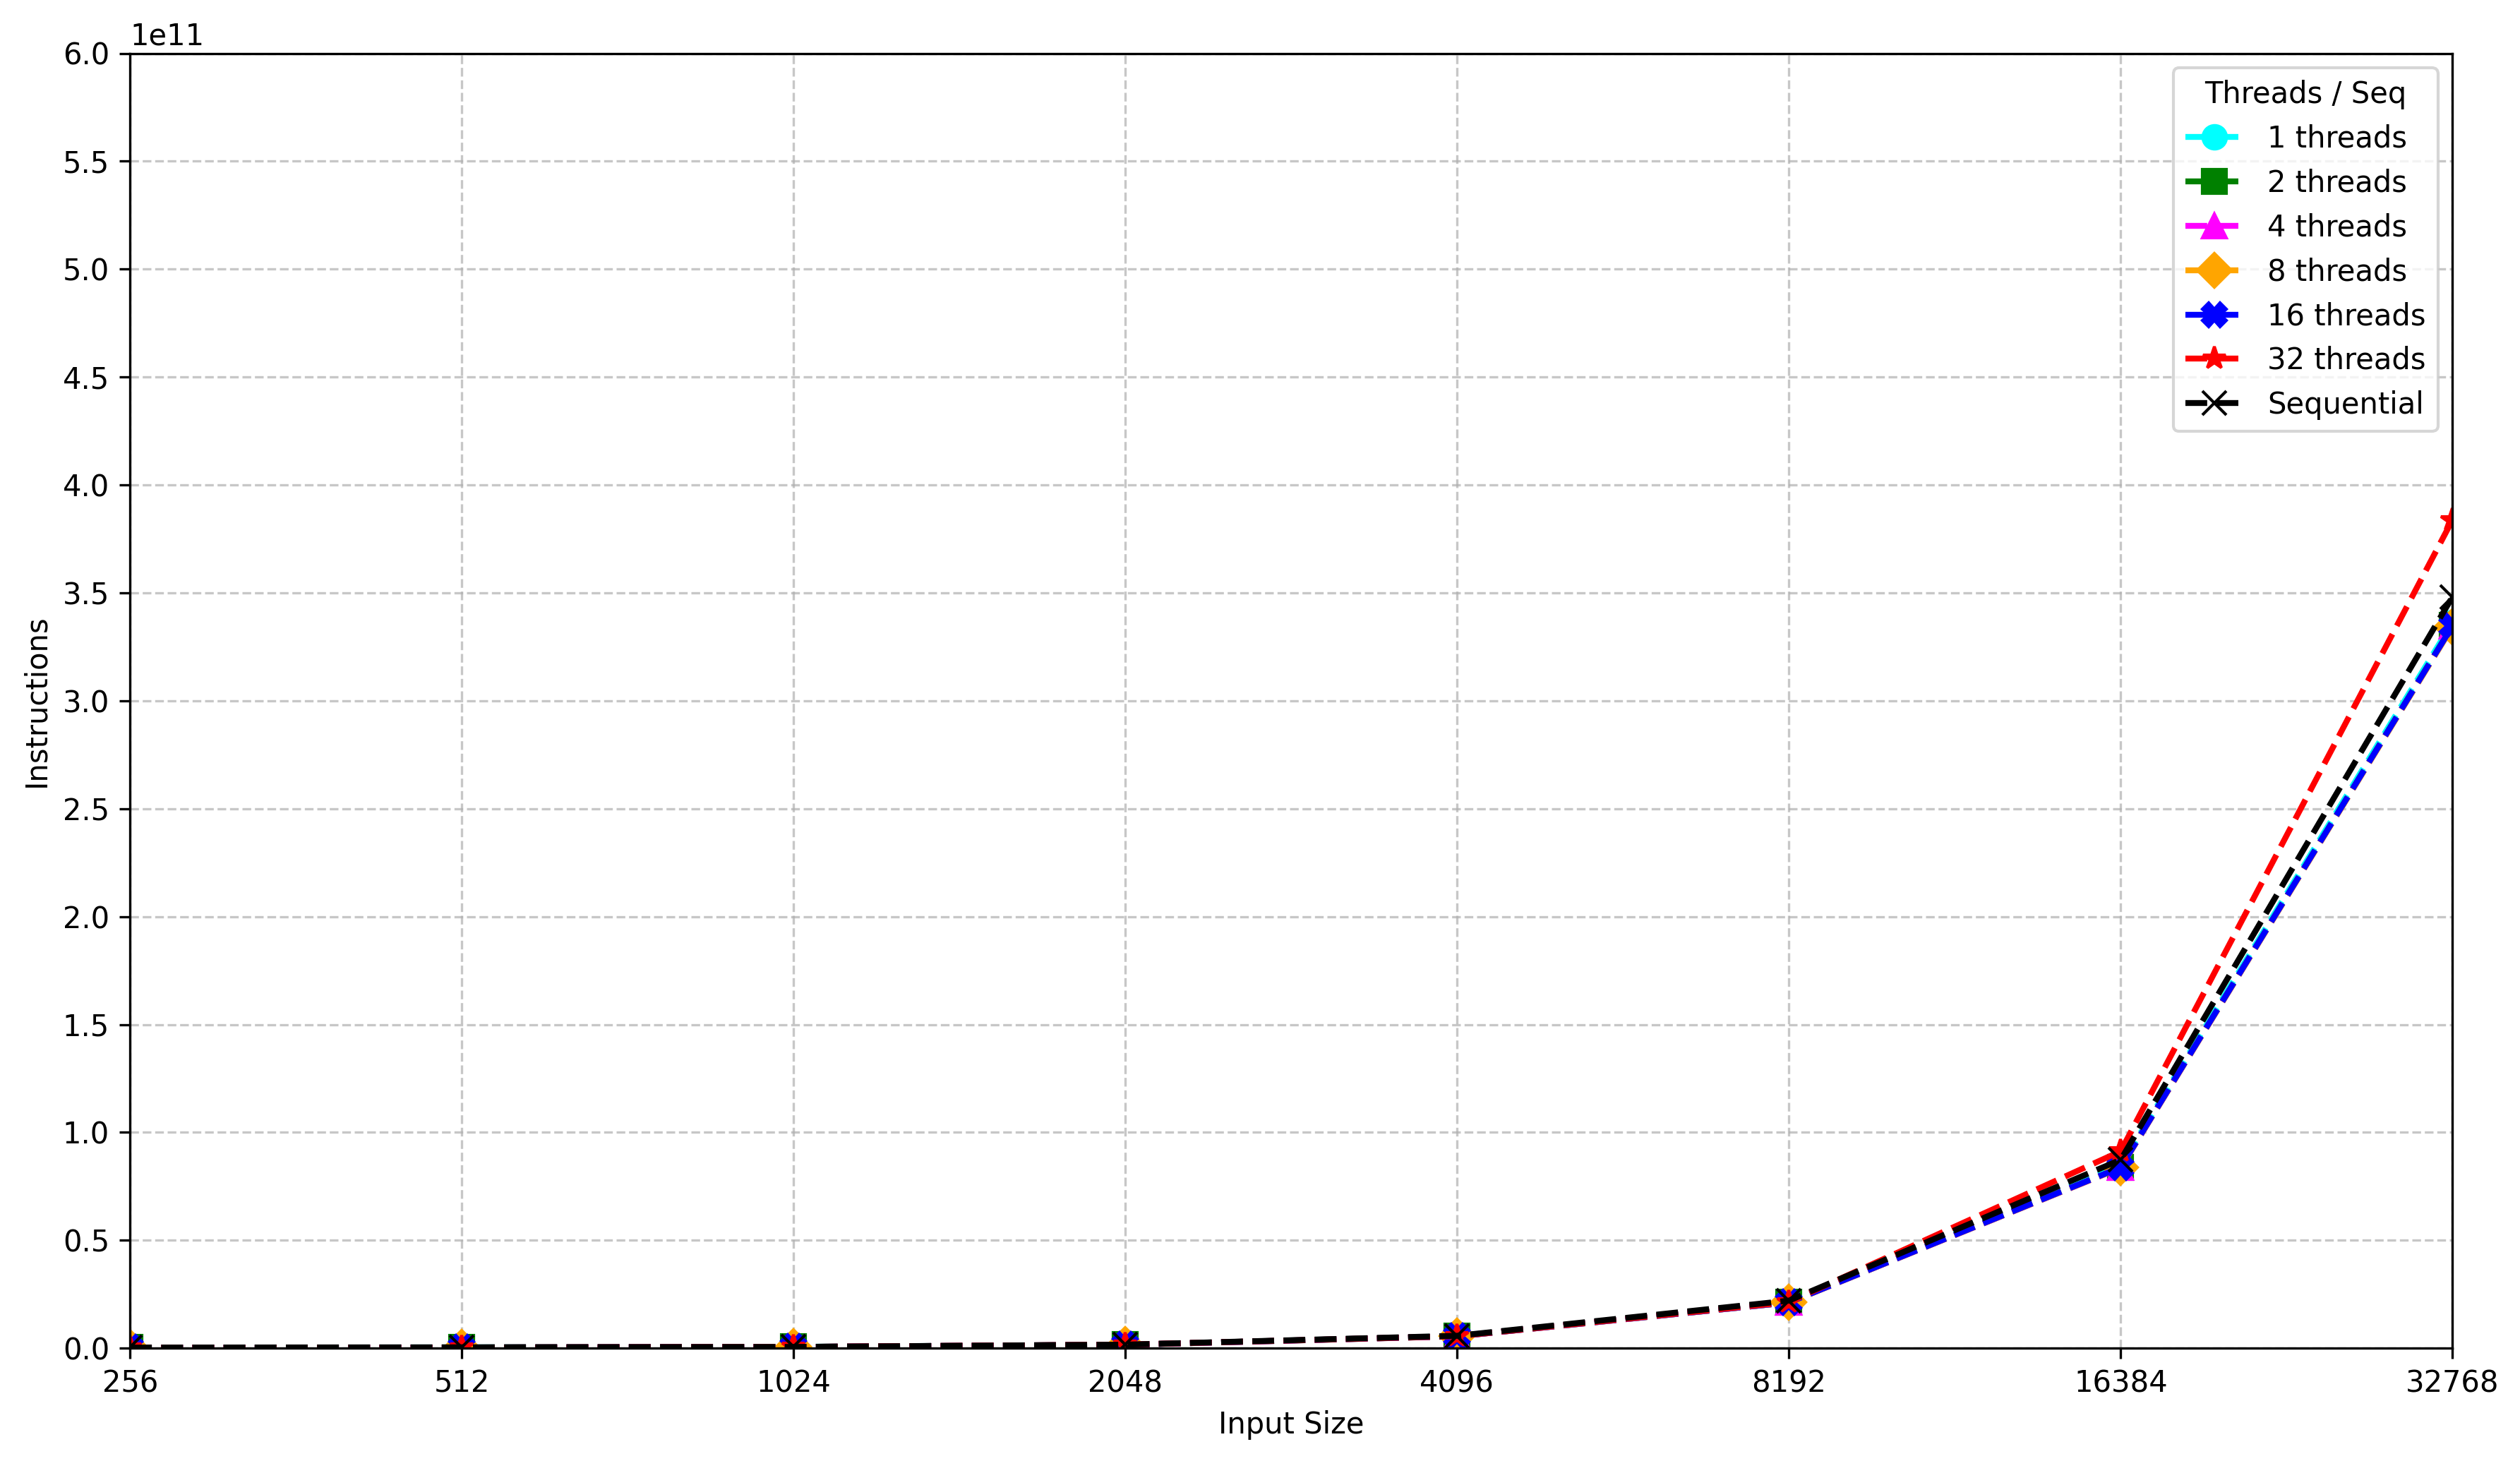 1e11
6.0
5.5
5.0
4.5
4.0
3.5
3.0
2.5
2.0
1.5
1.0
0.5
0.0
Instructions
256 512 1024 2048 4096 8192 16384 32768
Input Size
Threads / Seq
1 threads
2 threads
4 threads
8 threads
16 threads
32 threads
Sequential